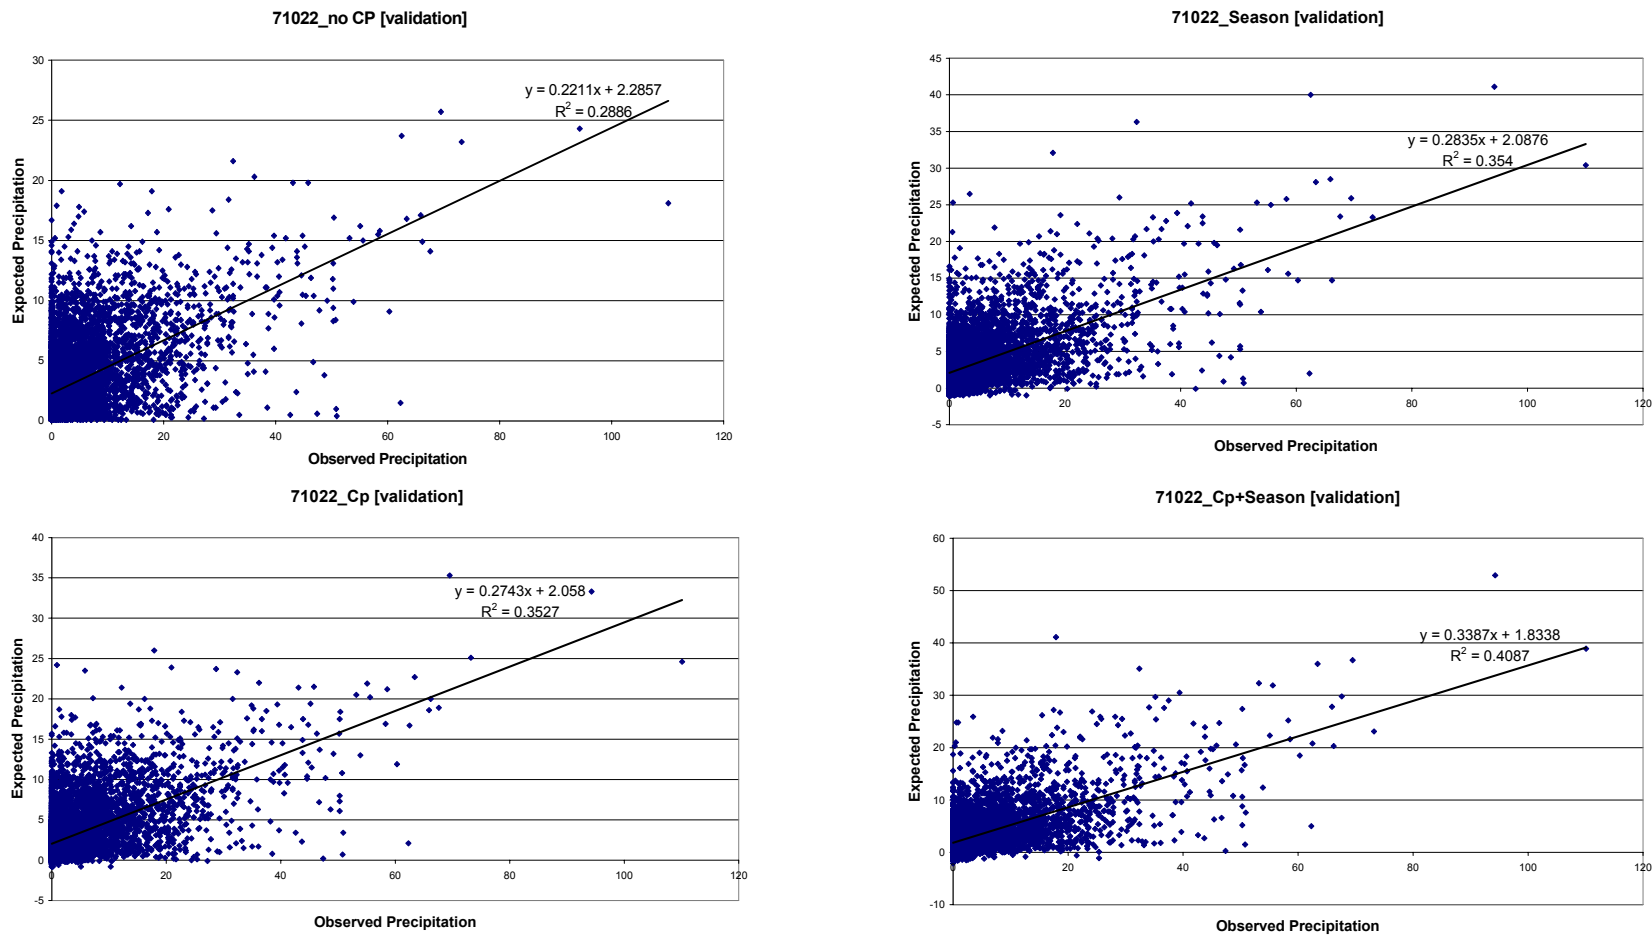 71022_no CP [validation]
30
25
20
15
10
5
0
0 20 40 60 80 100 120
Expected Precipitation
Observed Precipitation
y = 0.2211x + 2.2857
R² = 0.2886
71022_Season [validation]
45
40
35
30
25
20
15
10
5
0
-5
0 20 40 60 80 100 120
Expected Precipitation
Observed Precipitation
y = 0.2835x + 2.0876
R² = 0.354
71022_Cp [validation]
40
35
30
25
20
15
10
5
0
-5
0 20 40 60 80 100 120
Expected Precipitation
Observed Precipitation
y = 0.2743x + 2.058
R² = 0.3527
71022_Cp+Season [validation]
60
50
40
30
20
10
0
-10
0 20 40 60 80 100 120
Expected Precipitation
Observed Precipitation
y = 0.3387x + 1.8338
R² = 0.4087